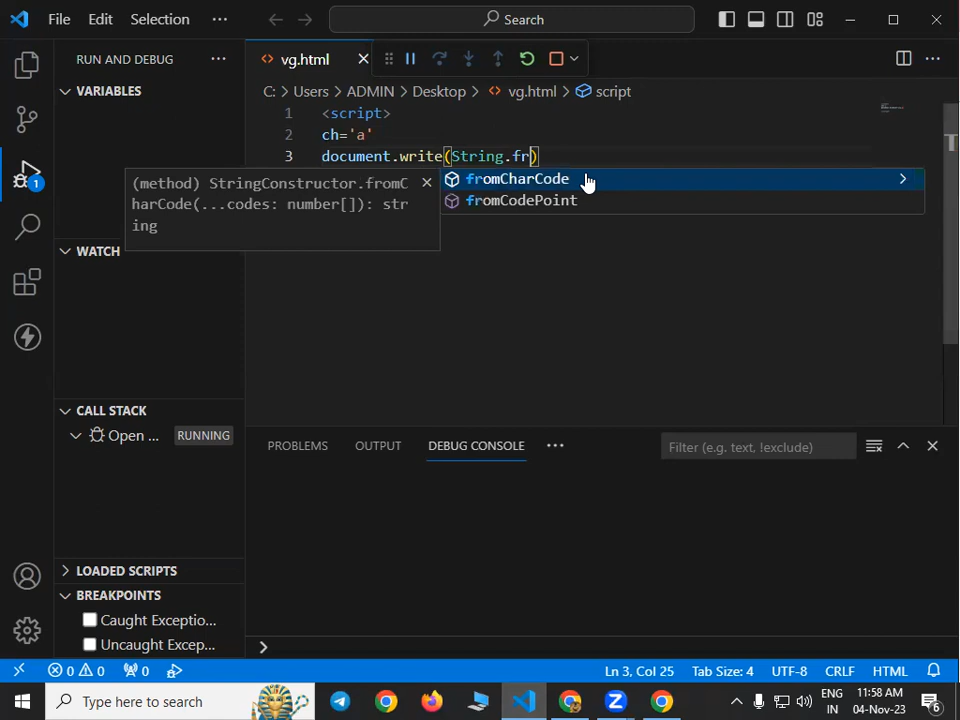 File Edit Selection ··· Search
RUN AND DEBUG ···
vg.html
VARIABLES
C: > Users > ADMIN > Desktop > vg.html > script
1 <script>
2 ch='a'
3 document.write(String.fr)
(method) StringConstructor.fromC
harCode(...codes: number[]): str
ing
fromCharCode
fromCodePoint
WATCH
CALL STACK
Open ... RUNNING
PROBLEMS OUTPUT DEBUG CONSOLE ··· Filter (e.g. text, !exclude)
LOADED SCRIPTS
BREAKPOINTS
Caught Exceptio...
Uncaught Excep...
1
0 0 0 Ln 3, Col 25 Tab Size: 4 UTF-8 CRLF HTML
Type here to search
ENG
IN
11:58 AM
04-Nov-23
6